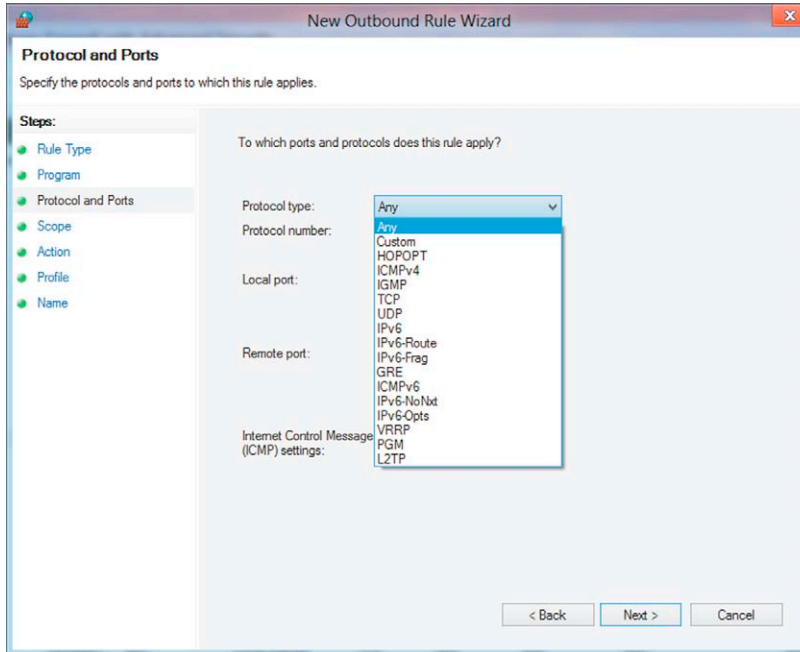 New Outbound Rule Wizard
Protocol and Ports
Specify the protocols and ports to which this rule applies.
Steps:
Rule Type
Program
Protocol and Ports
Scope
Action
Profile
Name
To which ports and protocols does this rule apply?
Protocol type:
Any
Protocol number:
Local port:
Remote port:
Internet Control Message
(ICMP) settings:
Any
Custom
HOPOPT
ICMPv4
IGMP
TCP
UDP
IPv6
IPv6-Route
IPv6-Frag
GRE
ICMPv6
IPv6-NoNxt
IPv6-Opts
VRRP
PGM
L2TP
< Back
Next >
Cancel